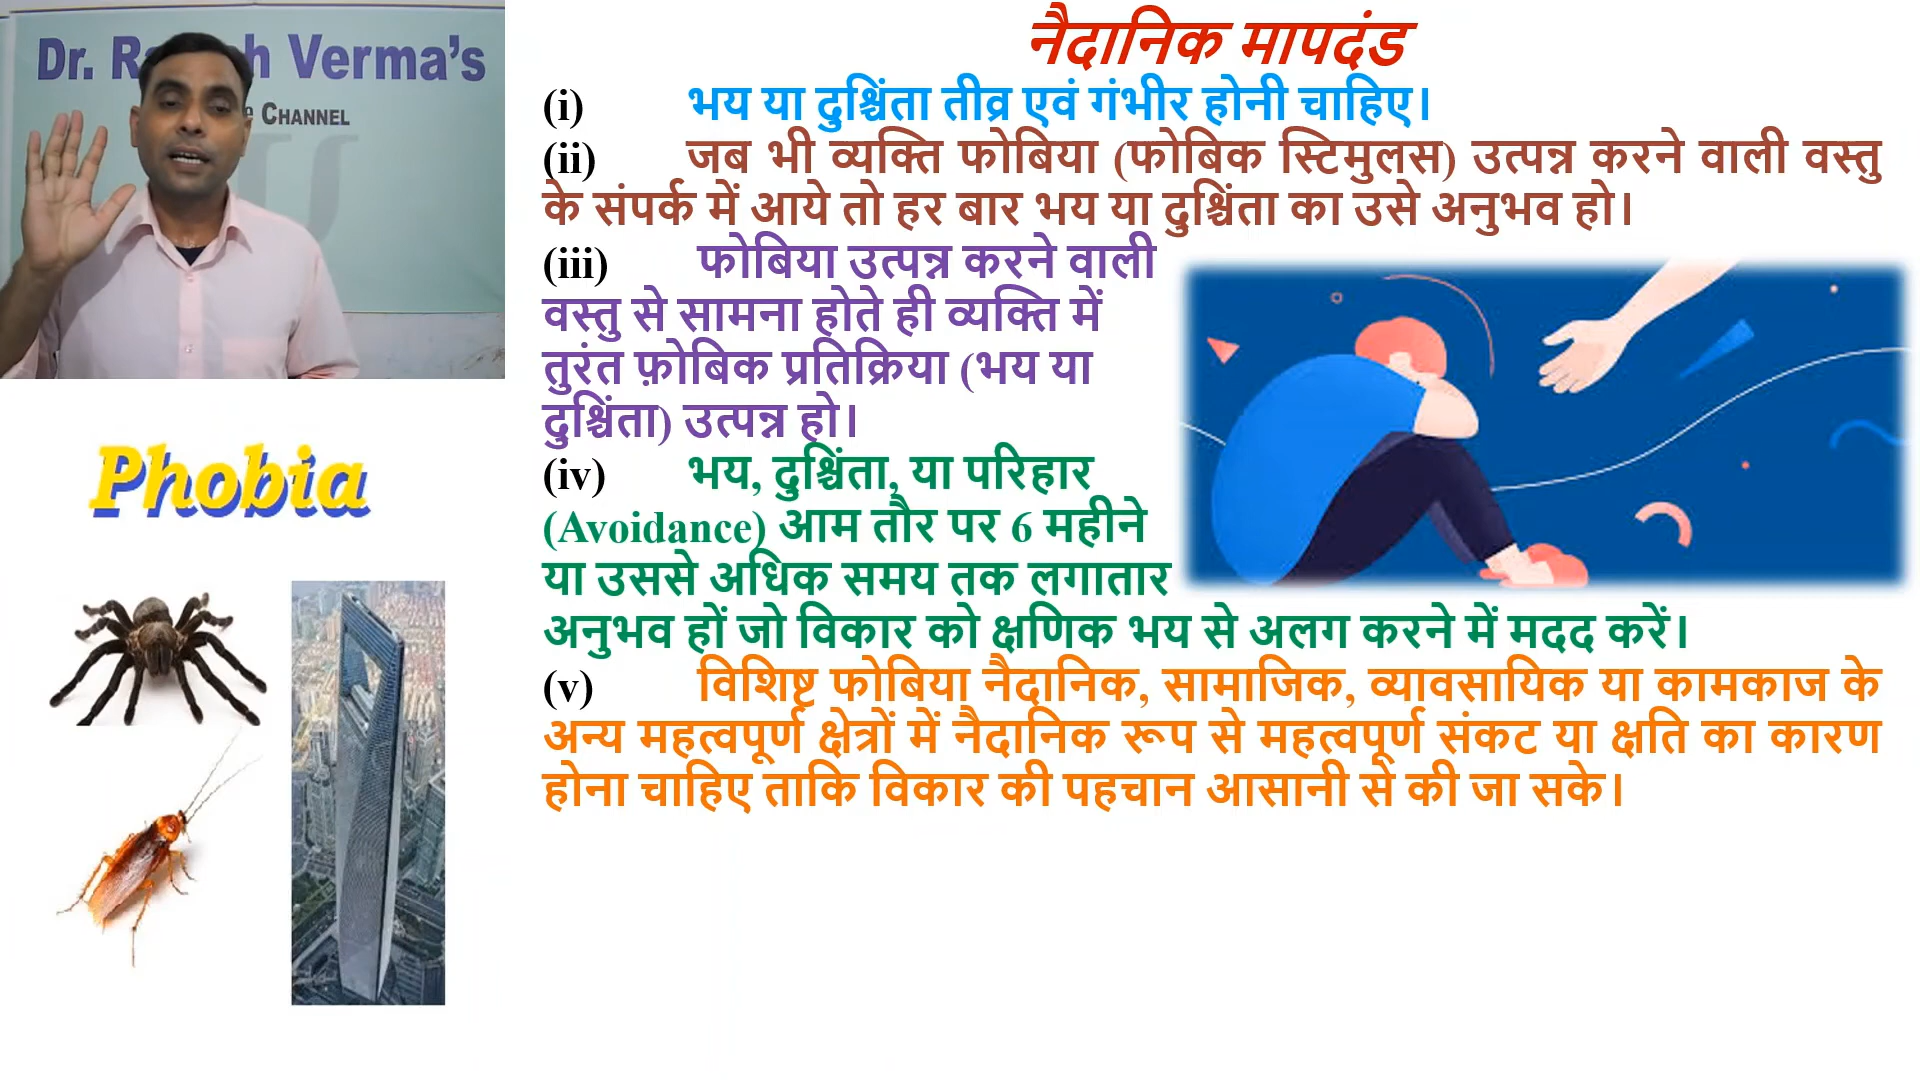 Dr. R h Verma's
CHANNEL
Phobia
नैदानिक मापदंड
(i) भय या दुश्चिंता तीव्र एवं गंभीर होनी चाहिए।
(ii) जब भी व्यक्ति फोबिया (फोबिक स्टिमुलस) उत्पन्न करने वाली वस्तु
के संपर्क में आये तो हर बार भय या दुश्चिंता का उसे अनुभव हो।
(iii) फोबिया उत्पन्न करने वाली
वस्तु से सामना होते ही व्यक्ति में
तुरंत फ़ोबिक प्रतिक्रिया (भय या
दुश्चिंता) उत्पन्न हो।
(iv) भय, दुश्चिंता, या परिहार
(Avoidance) आम तौर पर 6 महीने
या उससे अधिक समय तक लगातार
अनुभव हों जो विकार को क्षणिक भय से अलग करने में मदद करें।
(v) विशिष्ट फोबिया नैदानिक, सामाजिक, व्यावसायिक या कामकाज के
अन्य महत्वपूर्ण क्षेत्रों में नैदानिक रूप से महत्वपूर्ण संकट या क्षति का कारण
होना चाहिए ताकि विकार की पहचान आसानी से की जा सके।